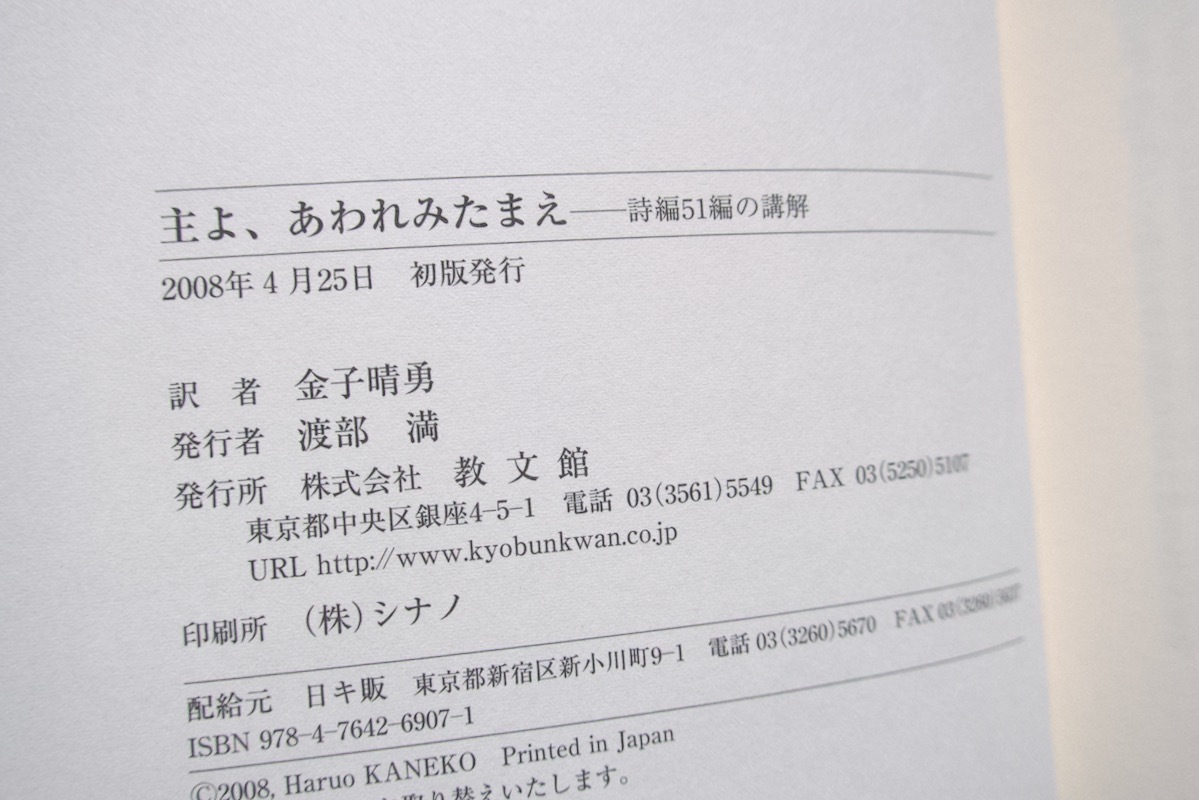 主よ、あわれみたまえ——詩編51編の講解
2008年4月25日　初版発行
訳　者　金子晴勇
発行者　渡部　満
発行所　株式会社　教文館
東京都中央区銀座4-5-1　電話 03(3561)5549　FAX 03(5250)5107
URL http://www.kyobunkwan.co.jp
印刷所　(株)シナノ
配給元　日キ販　東京都新宿区新小川町9-1　電話03(3260)5670　FAX03(3260)
ISBN 978-4-7642-6907-1
©2008, Haruo KANEKO　Printed in Japan
取り替えいたします。